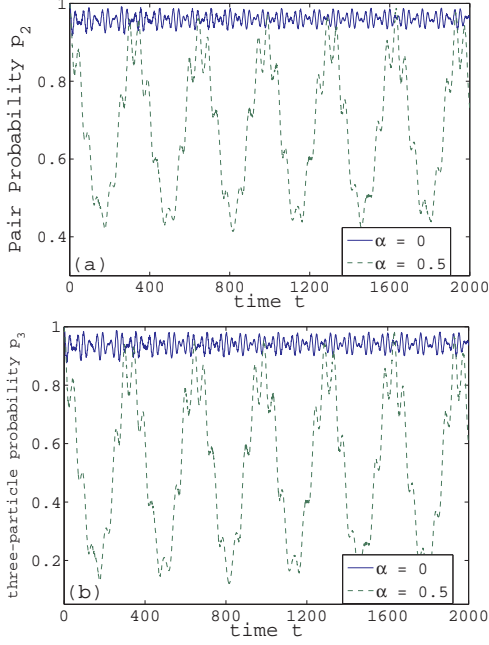 1
0.8
0.6
0.4
Pair Probability p2
(a)
α = 0
α = 0.5
0 400 800 1200 1600 2000
time t
1
0.8
0.6
0.4
0.2
three-particle probability p3
(b)
α = 0
α = 0.5
0 400 800 1200 1600 2000
time t